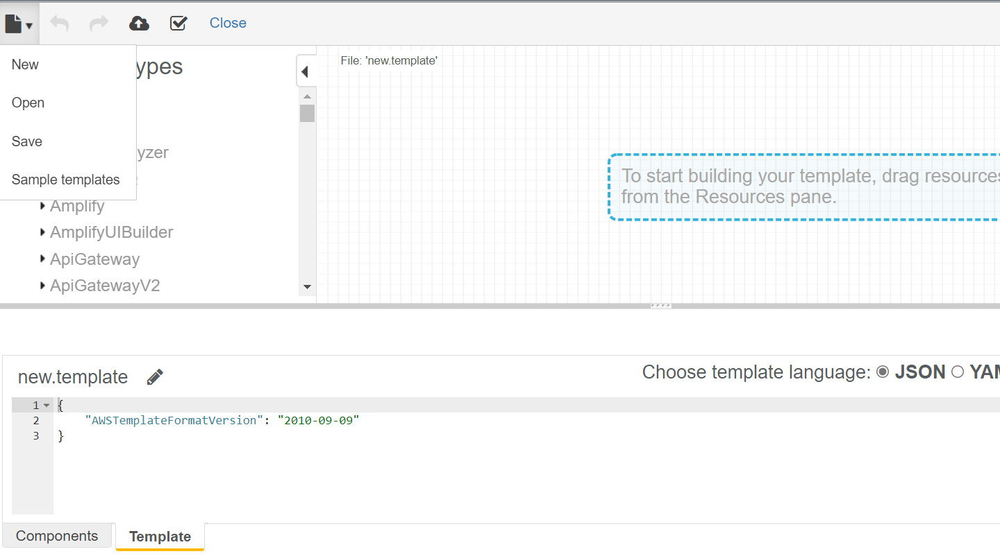 Close
New
Open
Save
Sample templates
ypes
yzer
Amplify
AmplifyUIBuilder
ApiGateway
ApiGatewayV2
File: 'new.template'
To start building your template, drag resources
from the Resources pane.
new.template
Choose template language: JSON YAM
1 {
2 "AWSTemplateFormatVersion": "2010-09-09"
3 }
Components Template